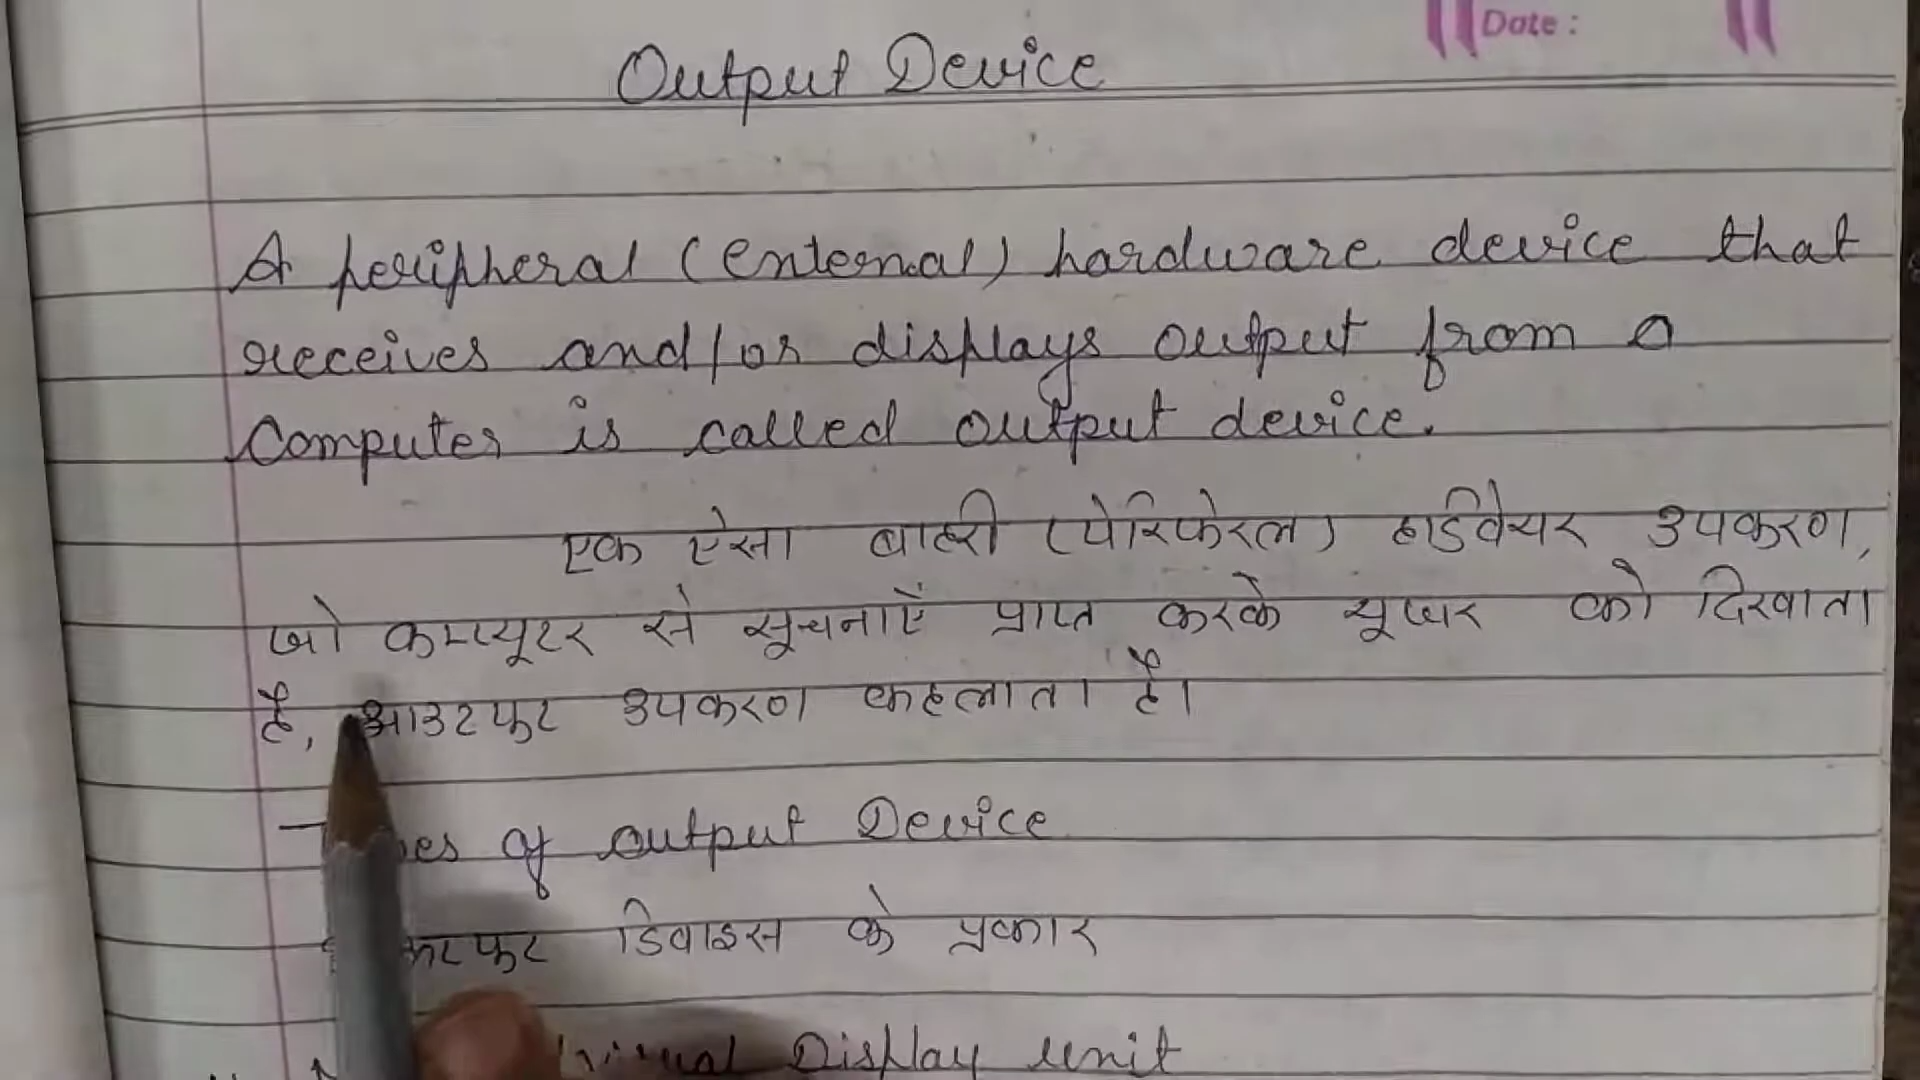 Date :
Output Device
A peripheral (external) hardware device that
receives and/or displays output from a
Computer is called output device.
एक ऐसा बाहरी (पेरिफेरल) हार्डवेयर उपकरण,
जो कम्प्यूटर से सूचनाएँ प्राप्त करके यूजर को दिखाता
है, आउटफुट उपकरण कहलाता है।
of output Device
डिवाइस के प्रकार
Display unit